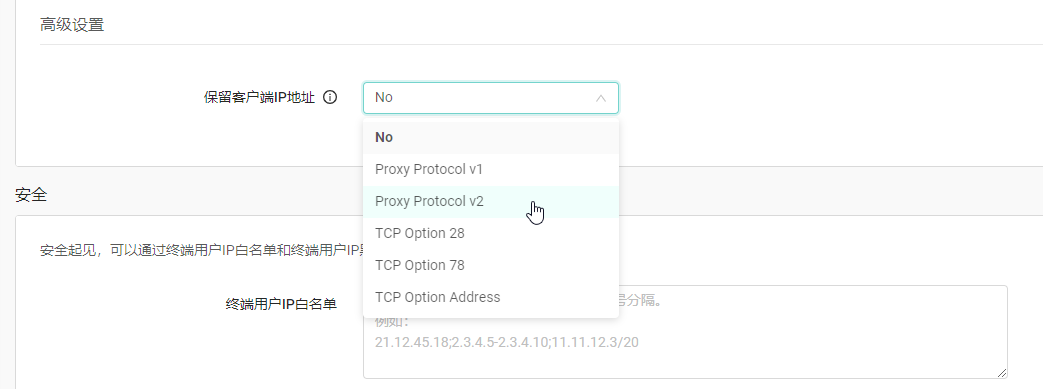 高级设置
保留客户端IP地址
No
No
Proxy Protocol v1
Proxy Protocol v2
TCP Option 28
TCP Option 78
TCP Option Address
安全
安全起见，可以通过终端用户IP白名单和终端用户IP
终端用户IP白名单
号分隔。
例如：
21.12.45.18;2.3.4.5-2.3.4.10;11.11.12.3/20